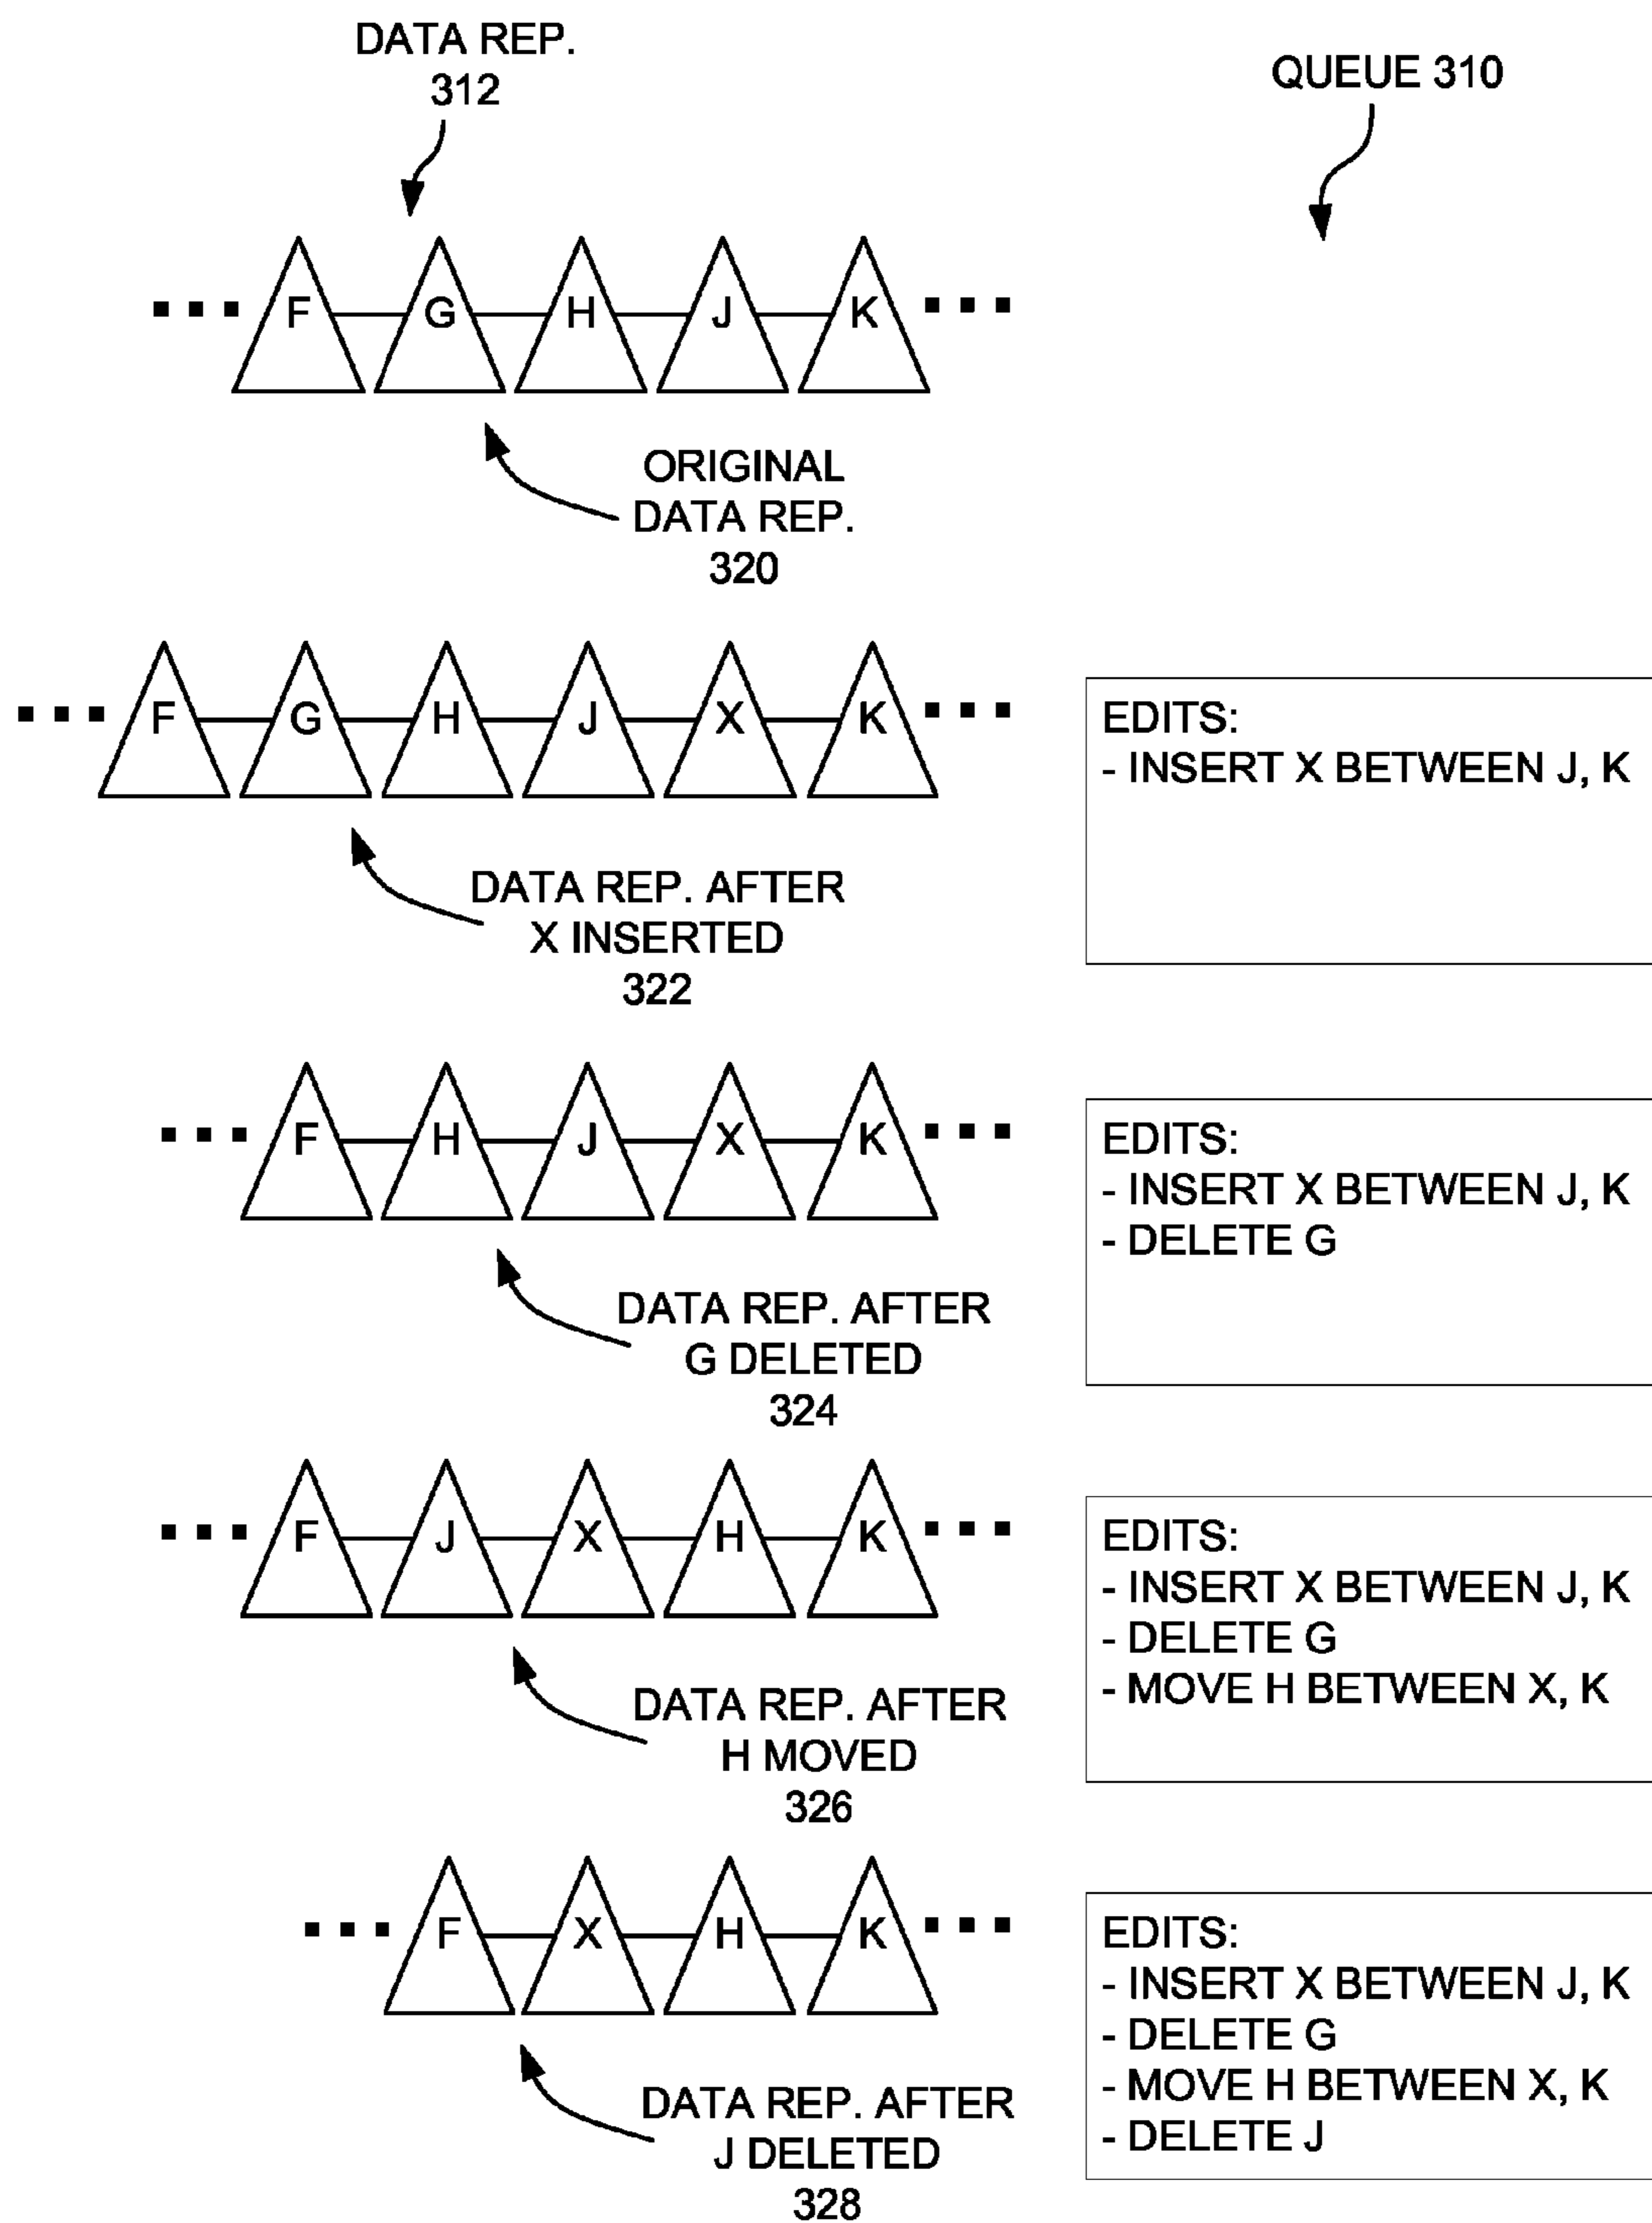 DATA REP.
312
QUEUE 310
F G H J K
ORIGINAL
DATA REP.
320
F G H J X K
DATA REP. AFTER
X INSERTED
322
EDITS:
- INSERT X BETWEEN J, K
F H J X K
DATA REP. AFTER
G DELETED
324
EDITS:
- INSERT X BETWEEN J, K
- DELETE G
F J X H K
DATA REP. AFTER
H MOVED
326
EDITS:
- INSERT X BETWEEN J, K
- DELETE G
- MOVE H BETWEEN X, K
F X H K
DATA REP. AFTER
J DELETED
328
EDITS:
- INSERT X BETWEEN J, K
- DELETE G
- MOVE H BETWEEN X, K
- DELETE J